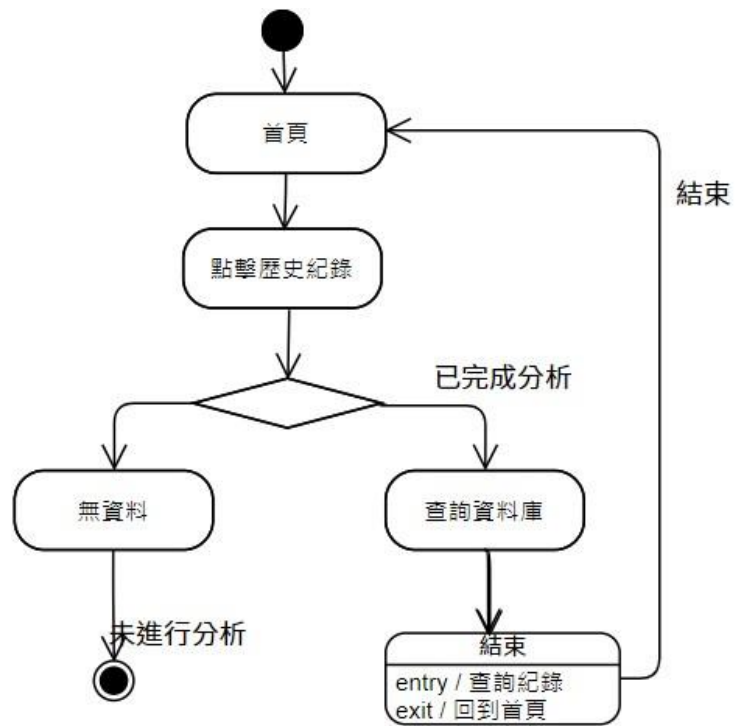 首頁
結束
點擊歷史紀錄
已完成分析
無資料
查詢資料庫
未進行分析
結束
entry / 查詢紀錄
exit / 回到首頁